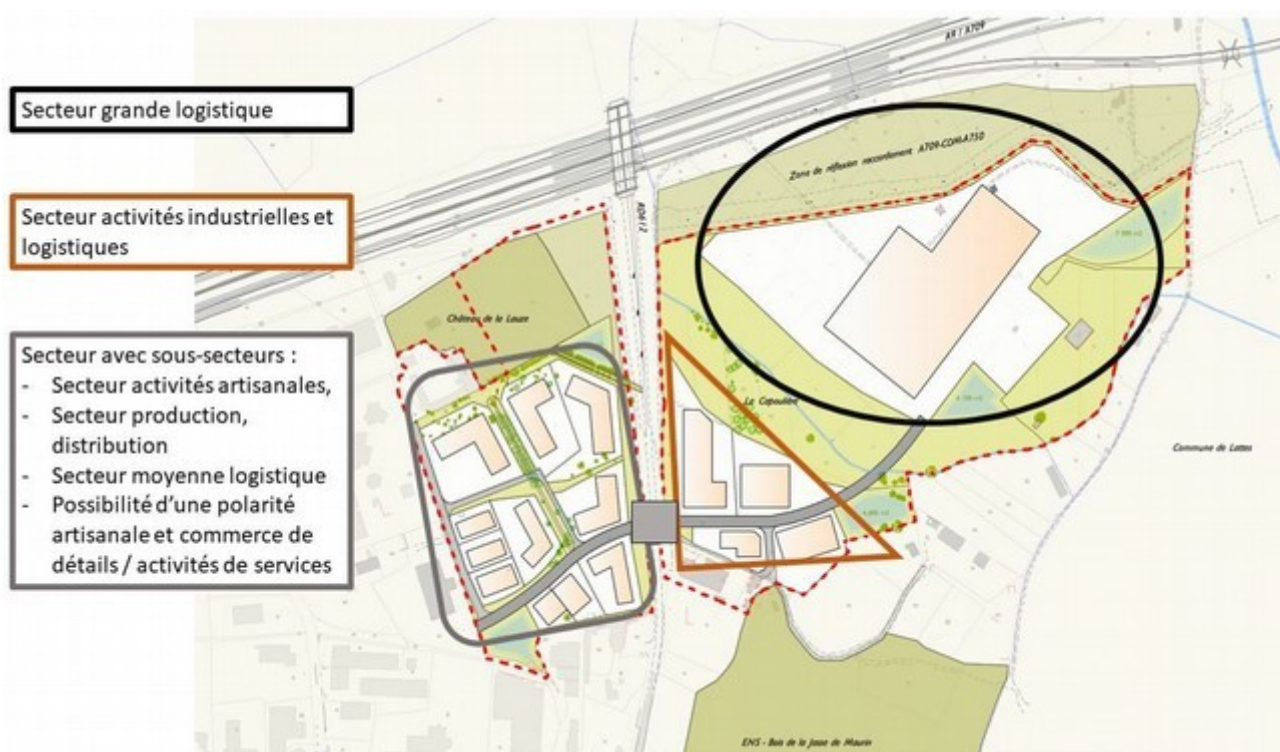 Secteur grande logistique
Secteur activités industrielles et
logistiques
Secteur avec sous-secteurs :
- Secteur activités artisanales,
- Secteur production,
distribution
- Secteur moyenne logistique
- Possibilité d'une polarité
artisanale et commerce de
détails / activités de services
A9 / A709
Zone de réflexion raccordement A709-COM-A750
RD612
Château de la Lauze
La Capoulière
Commune de Lattes
ENS - Bois de la Jasse de Maurin